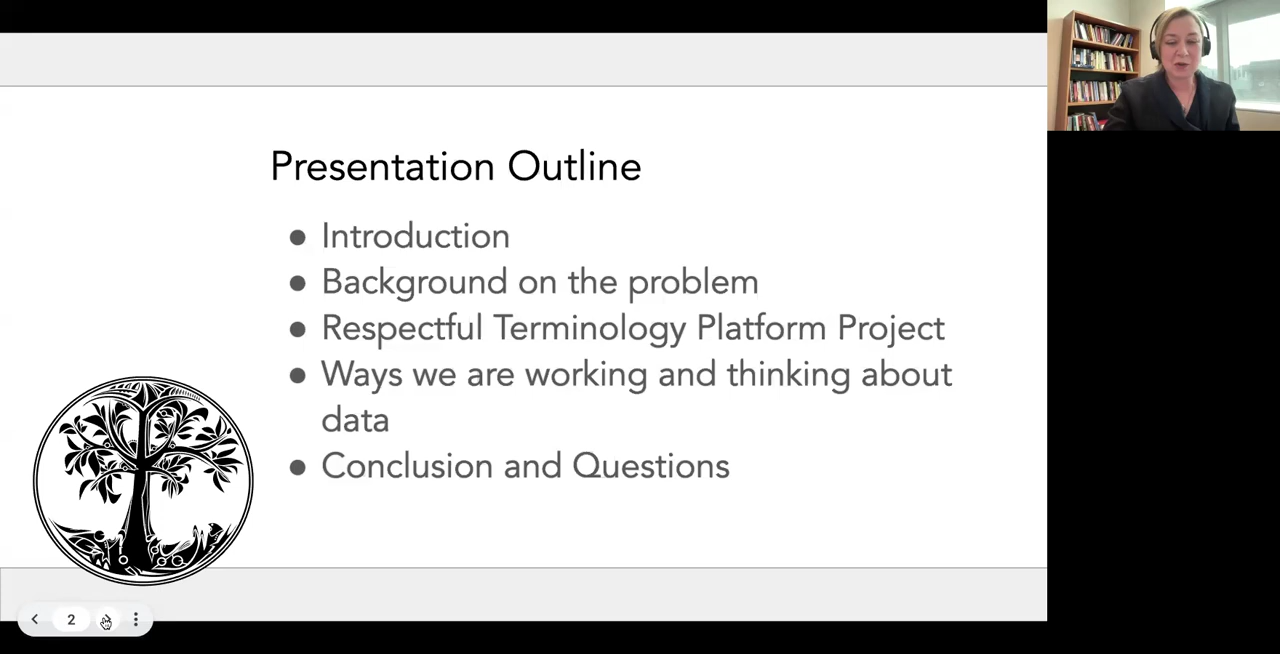 Presentation Outline
● Introduction
● Background on the problem
● Respectful Terminology Platform Project
● Ways we are working and thinking about
data
● Conclusion and Questions
2